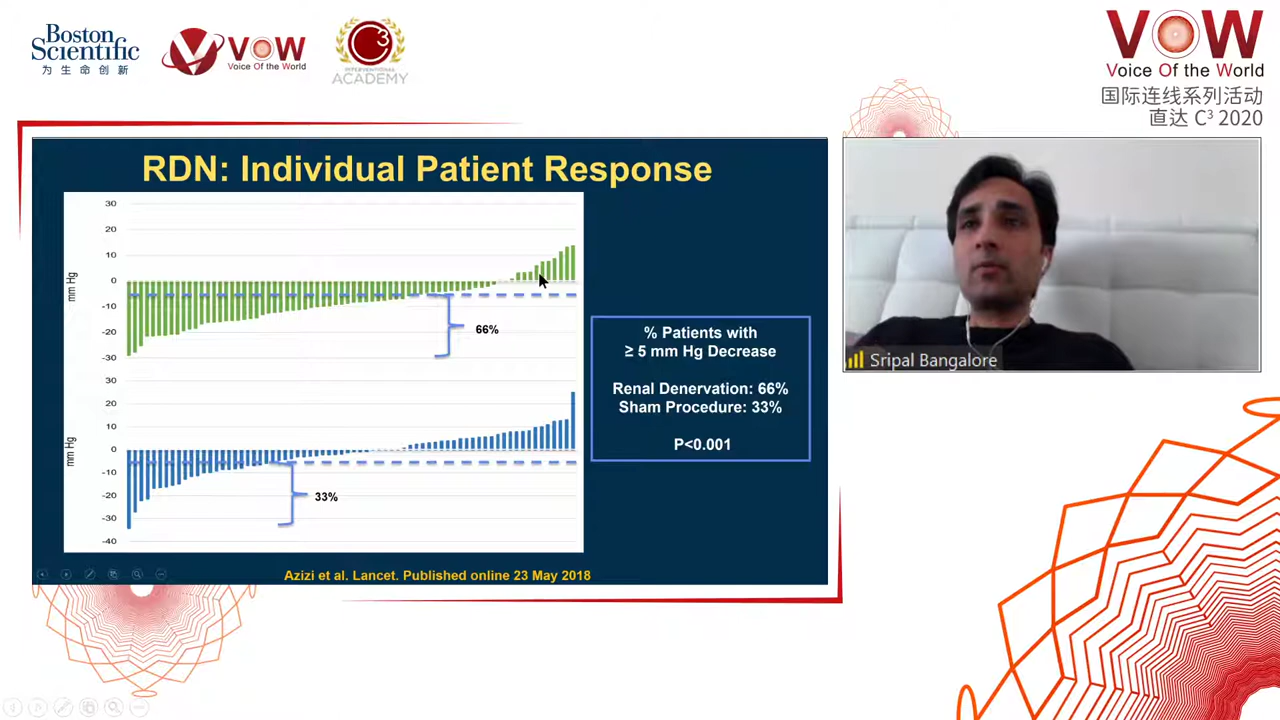 Boston
Scientific
为生命创新
VOW
Voice Of the World
C3
INTERVENTIONAL
ACADEMY
VOW
Voice Of the World
国际连线系列活动
直达 C3 2020
RDN: Individual Patient Response
30
20
10
0
-10
-20
-30
mm Hg
66%
30
20
10
0
-10
-20
-30
-40
mm Hg
33%
% Patients with
≥ 5 mm Hg Decrease
Renal Denervation: 66%
Sham Procedure: 33%
P<0.001
Azizi et al. Lancet. Published online 23 May 2018
Sripal Bangalore